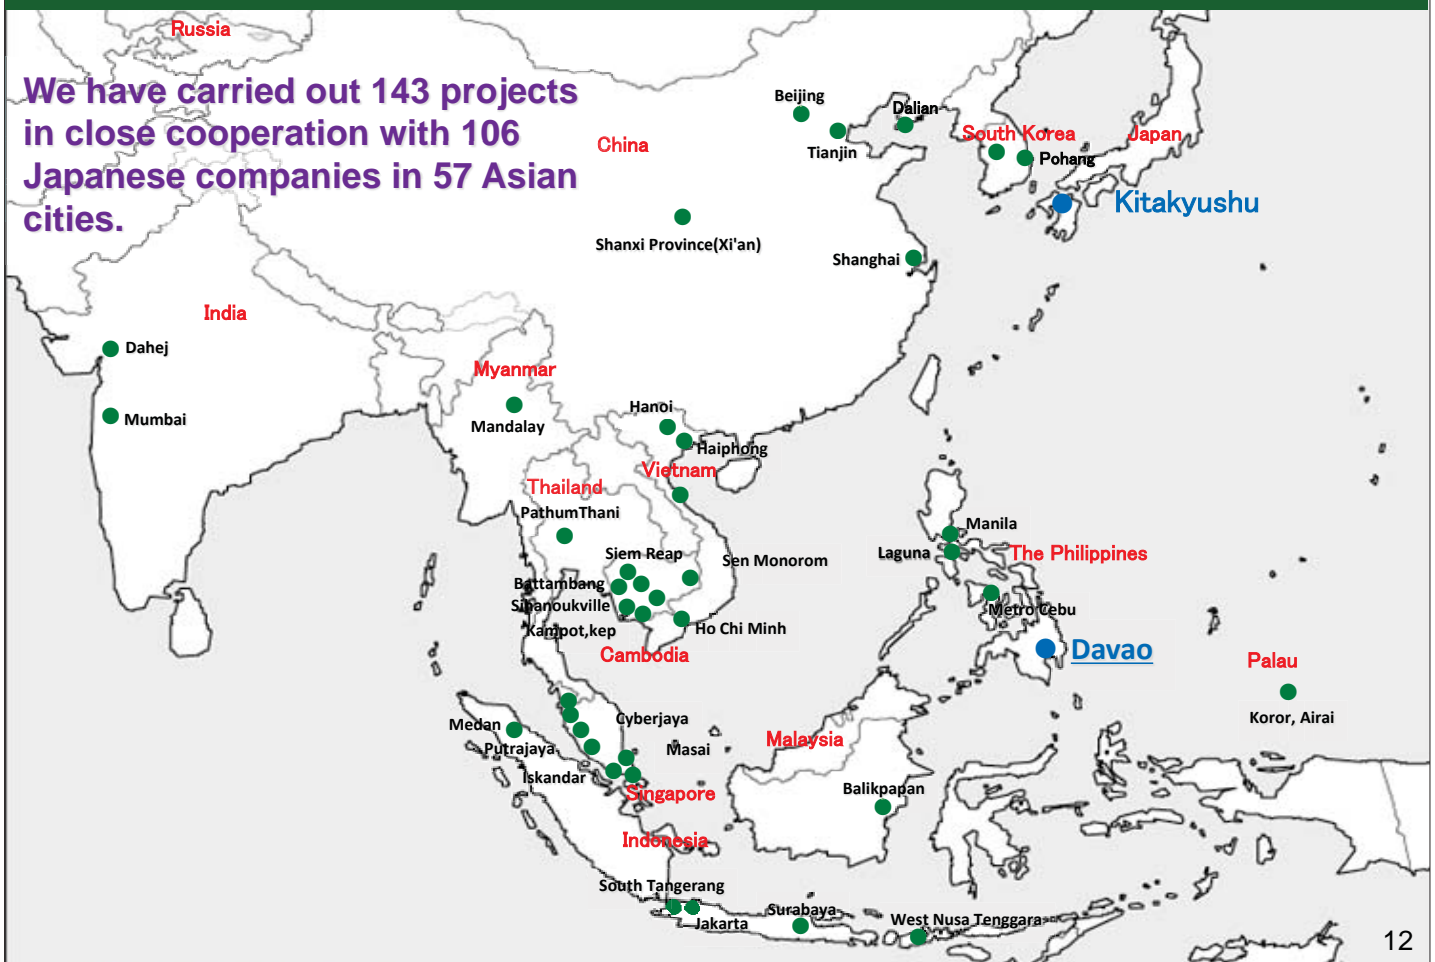 Russia
We have carried out 143 projects
in close cooperation with 106
Japanese companies in 57 Asian
cities.
China
Beijing
Dalian
Tianjin
South Korea
Japan
Pohang
Kitakyushu
Shanxi Province(Xi'an)
Shanghai
India
Dahej
Mumbai
Myanmar
Mandalay
Hanoi
Haiphong
Vietnam
Thailand
PathumThani
Siem Reap
Sen Monorom
Battambang
Sihanoukville
Kampot,kep
Ho Chi Minh
Cambodia
Manila
Laguna
The Philippines
Metro Cebu
Davao
Palau
Koror, Airai
Medan
Cyberjaya
Putrajaya
Masai
Iskandar
Malaysia
Singapore
Balikpapan
Indonesia
South Tangerang
Jakarta
Surabaya
West Nusa Tenggara
12